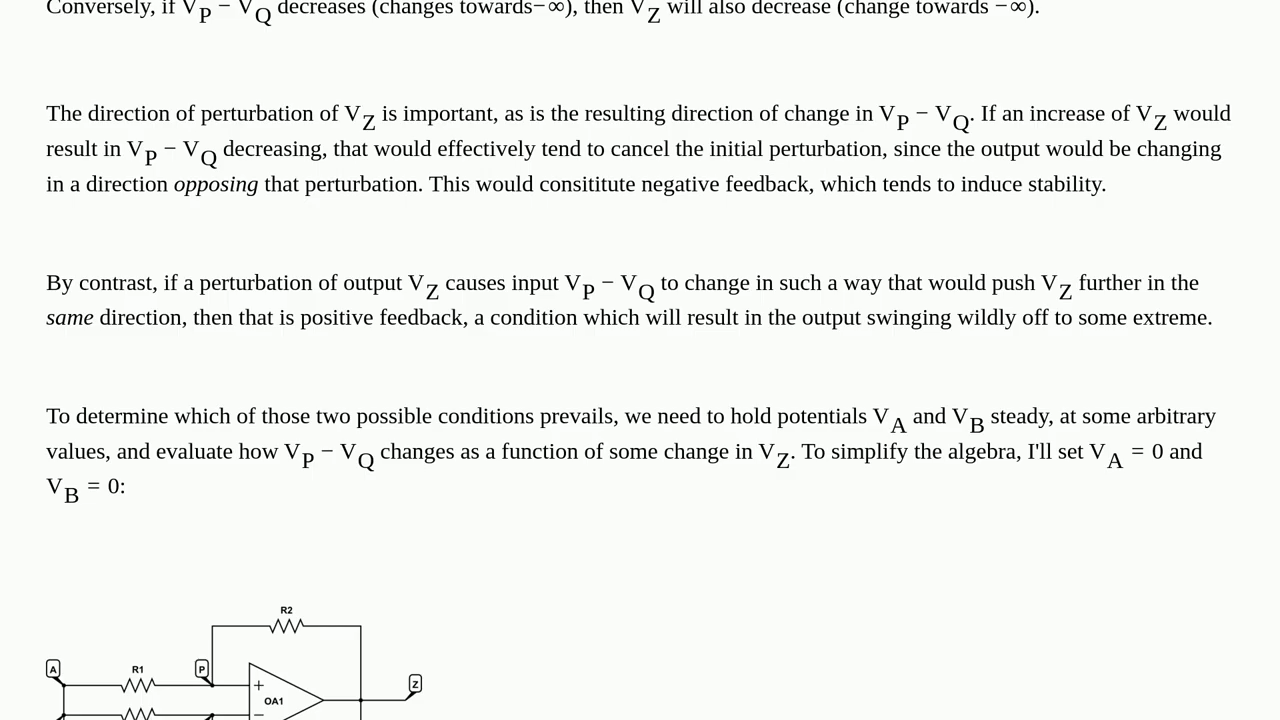 Conversely, if VP − VQ decreases (changes towards−∞), then VZ will also decrease (change towards −∞).
The direction of perturbation of VZ is important, as is the resulting direction of change in VP − VQ. If an increase of VZ would
result in VP − VQ decreasing, that would effectively tend to cancel the initial perturbation, since the output would be changing
in a direction opposing that perturbation. This would consititute negative feedback, which tends to induce stability.
By contrast, if a perturbation of output VZ causes input VP − VQ to change in such a way that would push VZ further in the
same direction, then that is positive feedback, a condition which will result in the output swinging wildly off to some extreme.
To determine which of those two possible conditions prevails, we need to hold potentials VA and VB steady, at some arbitrary
values, and evaluate how VP − VQ changes as a function of some change in VZ. To simplify the algebra, I'll set VA = 0 and
VB = 0:
R2
A
R1
P
Z
+
OA1
−